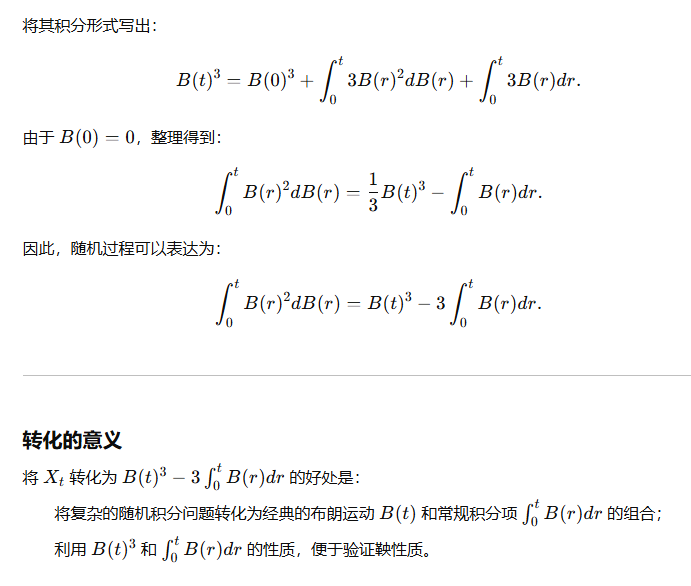 将其积分形式写出：
$$B(t)^3 = B(0)^3 + \int_0^t 3B(r)^2 dB(r) + \int_0^t 3B(r)dr.$$
由于 $B(0) = 0$，整理得到：
$$\int_0^t B(r)^2 dB(r) = \frac{1}{3}B(t)^3 - \int_0^t B(r)dr.$$
因此，随机过程可以表达为：
$$\int_0^t B(r)^2 dB(r) = B(t)^3 - 3\int_0^t B(r)dr.$$
转化的意义
将 $X_t$ 转化为 $B(t)^3 - 3\int_0^t B(r)dr$ 的好处是：
将复杂的随机积分问题转化为经典的布朗运动 $B(t)$ 和常规积分项 $\int_0^t B(r)dr$ 的组合；
利用 $B(t)^3$ 和 $\int_0^t B(r)dr$ 的性质，便于验证鞅性质。